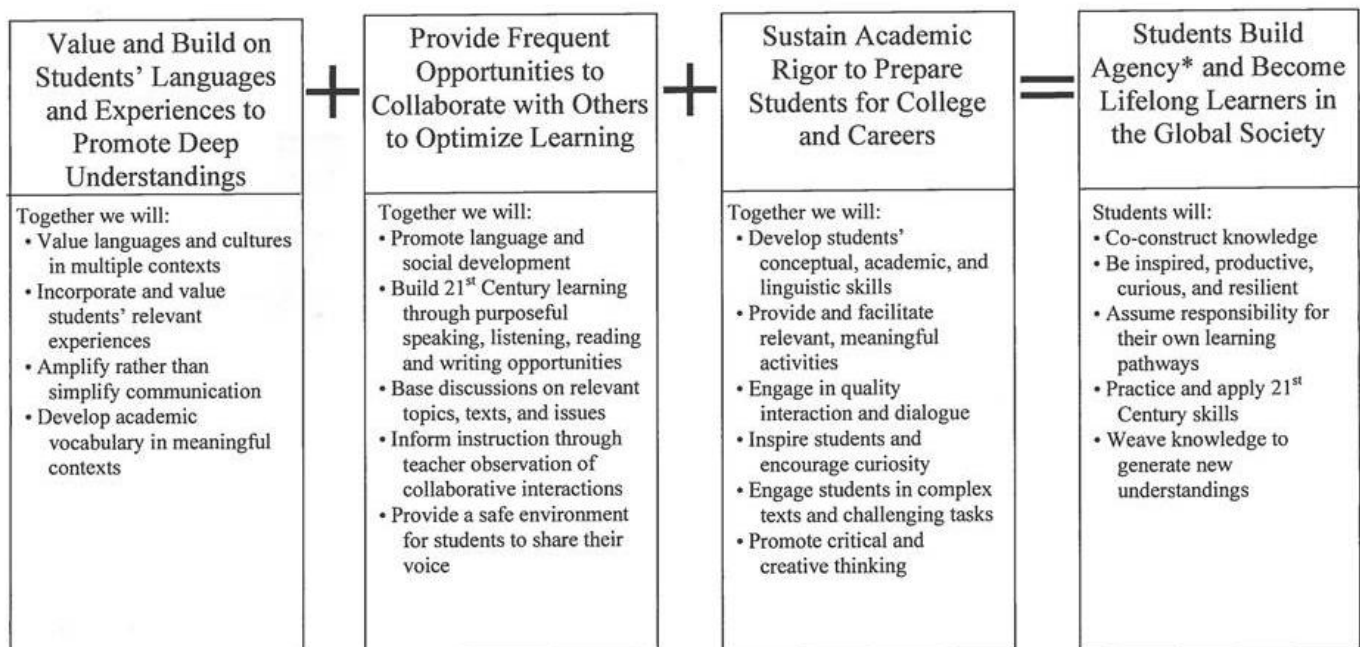 Value and Build on
Students' Languages
and Experiences to
Promote Deep
Understandings
Together we will:
• Value languages and cultures
in multiple contexts
• Incorporate and value
students' relevant
experiences
• Amplify rather than
simplify communication
• Develop academic
vocabulary in meaningful
contexts
+
Provide Frequent
Opportunities to
Collaborate with Others
to Optimize Learning
Together we will:
• Promote language and
social development
• Build 21st Century learning
through purposeful
speaking, listening, reading
and writing opportunities
• Base discussions on relevant
topics, texts, and issues
• Inform instruction through
teacher observation of
collaborative interactions
• Provide a safe environment
for students to share their
voice
+
Sustain Academic
Rigor to Prepare
Students for College
and Careers
Together we will:
• Develop students'
conceptual, academic, and
linguistic skills
• Provide and facilitate
relevant, meaningful
activities
• Engage in quality
interaction and dialogue
• Inspire students and
encourage curiosity
• Engage students in complex
texts and challenging tasks
• Promote critical and
creative thinking
=
Students Build
Agency* and Become
Lifelong Learners in
the Global Society
Students will:
• Co-construct knowledge
• Be inspired, productive,
curious, and resilient
• Assume responsibility for
their own learning
pathways
• Practice and apply 21st
Century skills
• Weave knowledge to
generate new
understandings